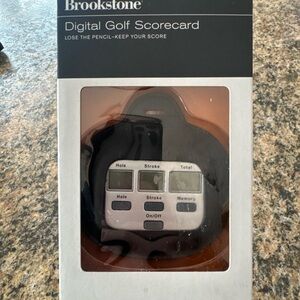 Brookstone
Digital Golf Scorecard
LOSE THE PENCIL-KEEP YOUR SCORE
Hole Stroke Total
Hole Stroke Memory
On/Off